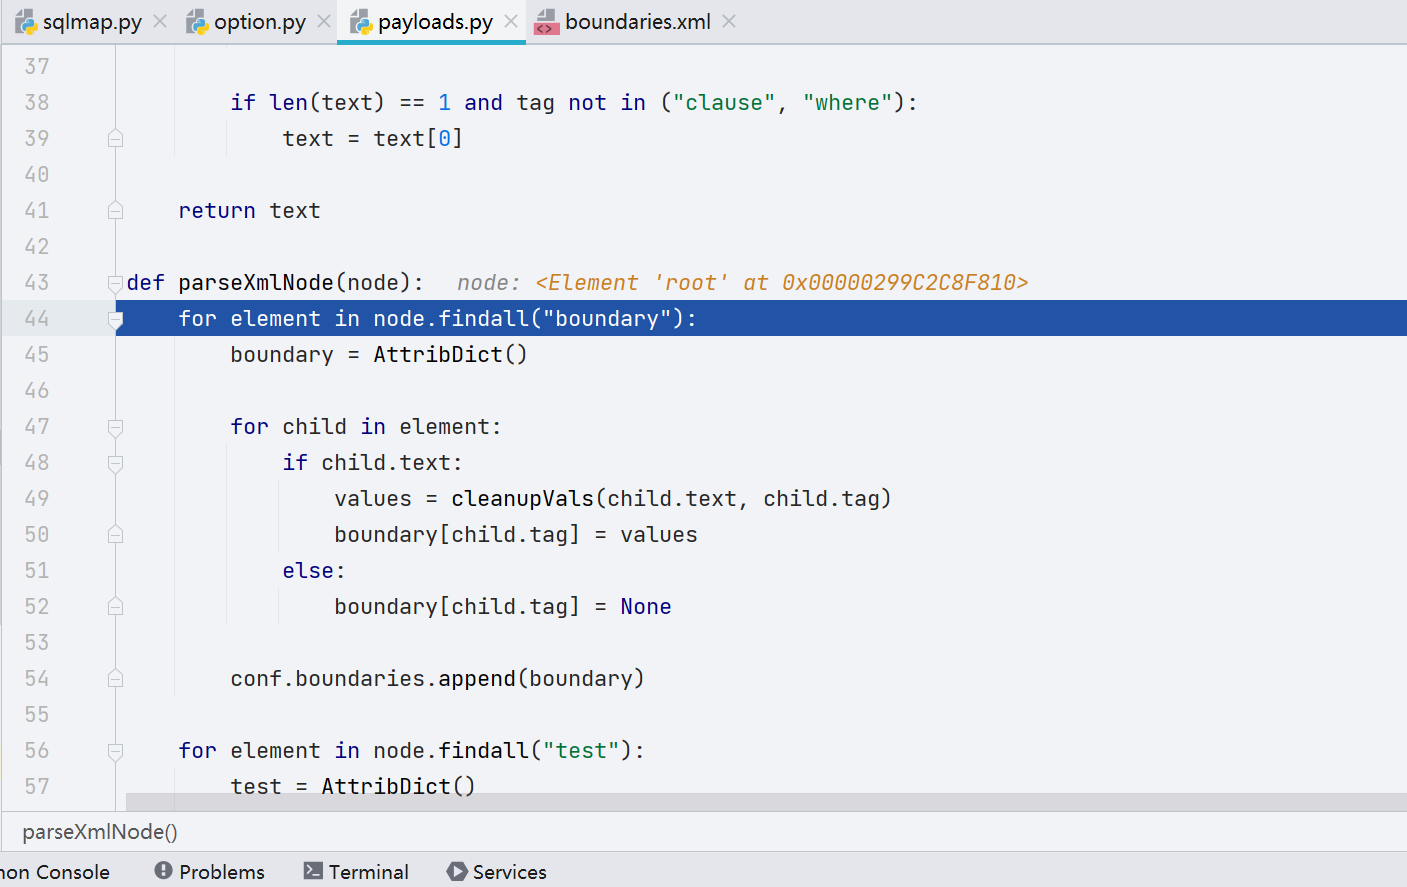 sqlmap.py option.py payloads.py boundaries.xml
37
38 if len(text) == 1 and tag not in ("clause", "where"):
39 text = text[0]
40
41 return text
42
43 def parseXmlNode(node): node: <Element 'root' at 0x00000299C2C8F810>
44 for element in node.findall("boundary"):
45 boundary = AttribDict()
46
47 for child in element:
48 if child.text:
49 values = cleanupVals(child.text, child.tag)
50 boundary[child.tag] = values
51 else:
52 boundary[child.tag] = None
53
54 conf.boundaries.append(boundary)
55
56 for element in node.findall("test"):
57 test = AttribDict()
parseXmlNode()
hon Console Problems Terminal Services